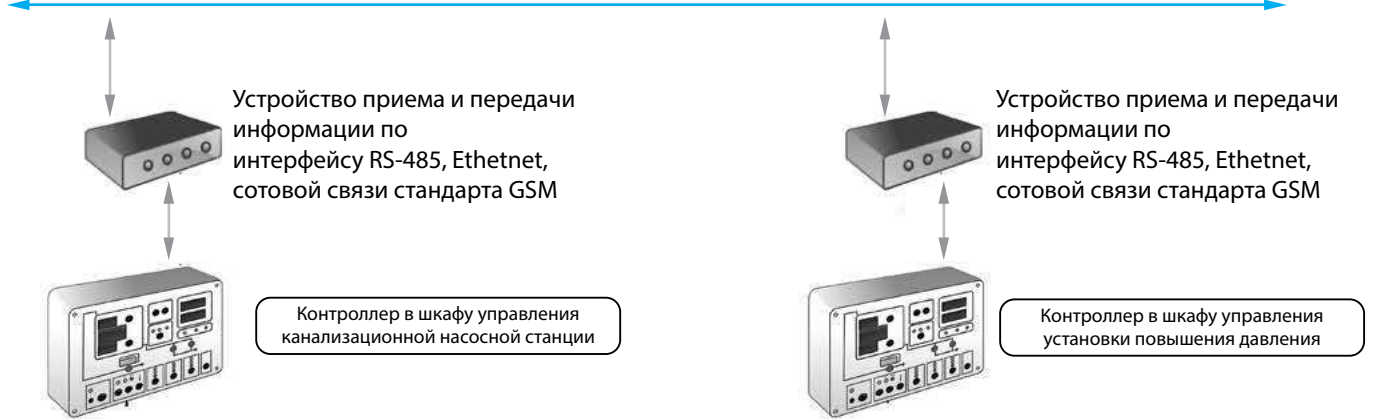 Устройство приема и передачи
информации по
интерфейсу RS-485, Ethetnet,
сотовой связи стандарта GSM
Контроллер в шкафу управления
канализационной насосной станции
Устройство приема и передачи
информации по
интерфейсу RS-485, Ethetnet,
сотовой связи стандарта GSM
Контроллер в шкафу управления
установки повышения давления